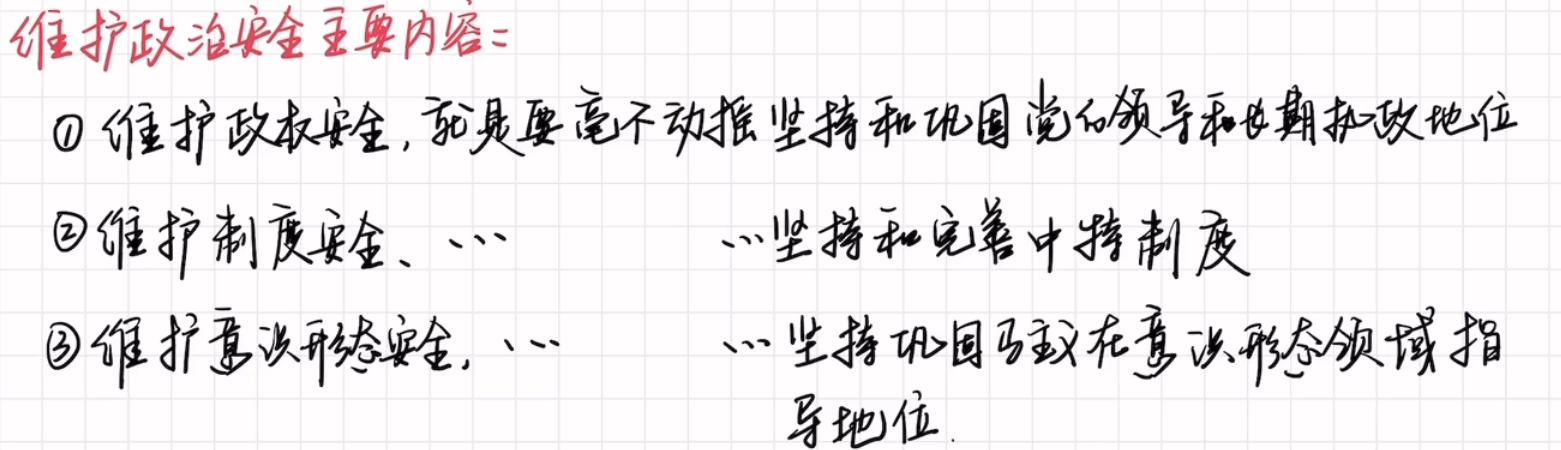 维护政治安全主要内容:
① 维护政权安全,就是要毫不动摇坚持和巩固党的领导和长期执政地位
② 维护制度安全、… …坚持和完善中特制度
③ 维护意识形态安全,… …坚持巩固马主义在意识形态领域指
导地位.